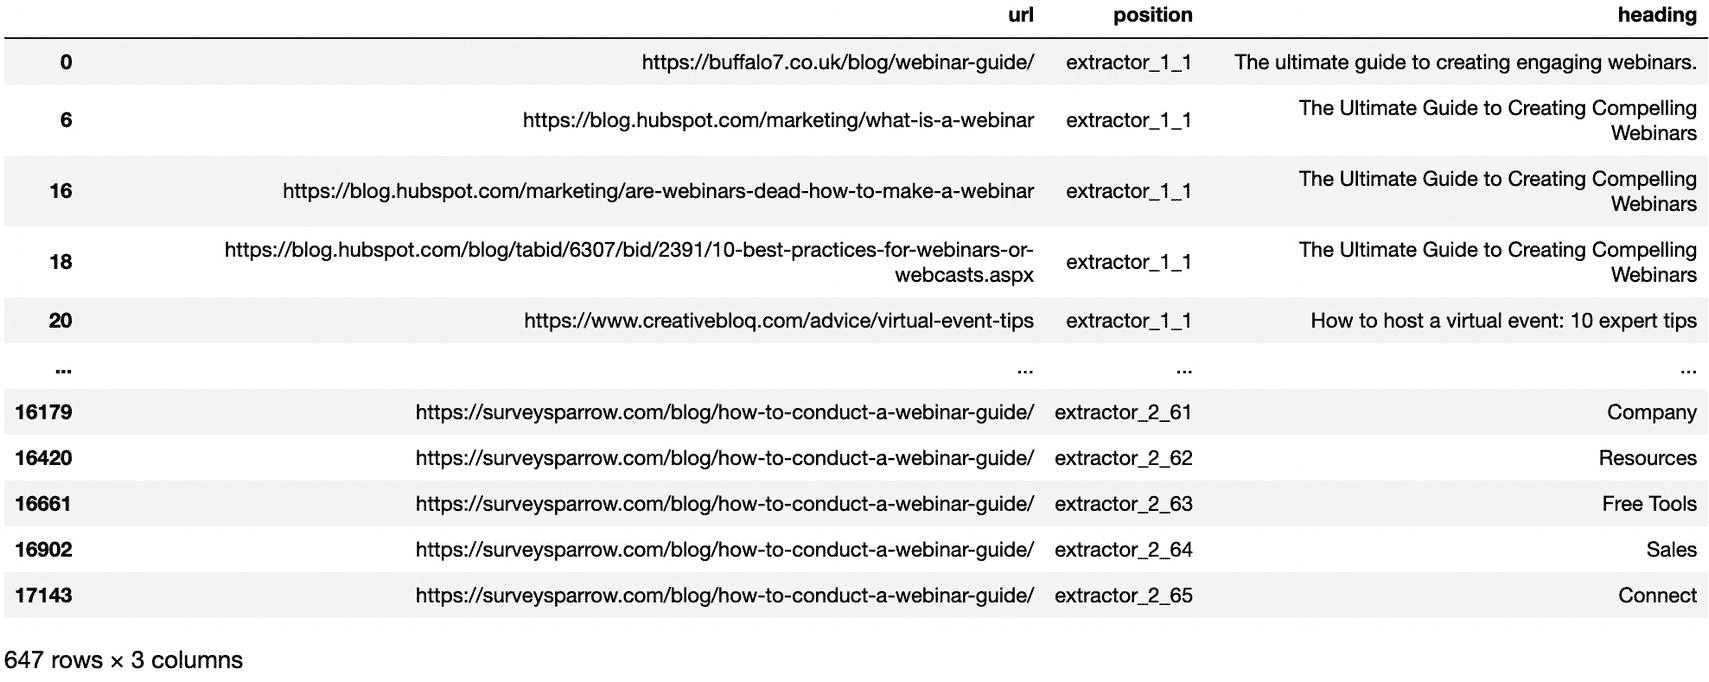 url position heading
0 https://buffalo7.co.uk/blog/webinar-guide/ extractor_1_1 The ultimate guide to creating engaging webinars.
6 https://blog.hubspot.com/marketing/what-is-a-webinar extractor_1_1 The Ultimate Guide to Creating Compelling
Webinars
16 https://blog.hubspot.com/marketing/are-webinars-dead-how-to-make-a-webinar extractor_1_1 The Ultimate Guide to Creating Compelling
Webinars
18 https://blog.hubspot.com/blog/tabid/6307/bid/2391/10-best-practices-for-webinars-or-
webcasts.aspx extractor_1_1 The Ultimate Guide to Creating Compelling
Webinars
20 https://www.creativebloq.com/advice/virtual-event-tips extractor_1_1 How to host a virtual event: 10 expert tips
... ... ... ...
16179 https://surveysparrow.com/blog/how-to-conduct-a-webinar-guide/ extractor_2_61 Company
16420 https://surveysparrow.com/blog/how-to-conduct-a-webinar-guide/ extractor_2_62 Resources
16661 https://surveysparrow.com/blog/how-to-conduct-a-webinar-guide/ extractor_2_63 Free Tools
16902 https://surveysparrow.com/blog/how-to-conduct-a-webinar-guide/ extractor_2_64 Sales
17143 https://surveysparrow.com/blog/how-to-conduct-a-webinar-guide/ extractor_2_65 Connect
647 rows × 3 columns